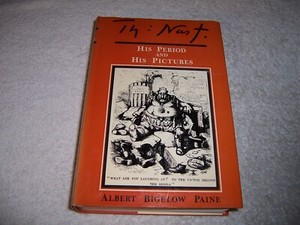 Th: Nast.
HIS PERIOD
AND
HIS PICTURES
"WHAT ARE YOU LAUGHING AT? TO THE VICTOR BELONG
THE SPOILS."
ALBERT BIGELOW PAINE